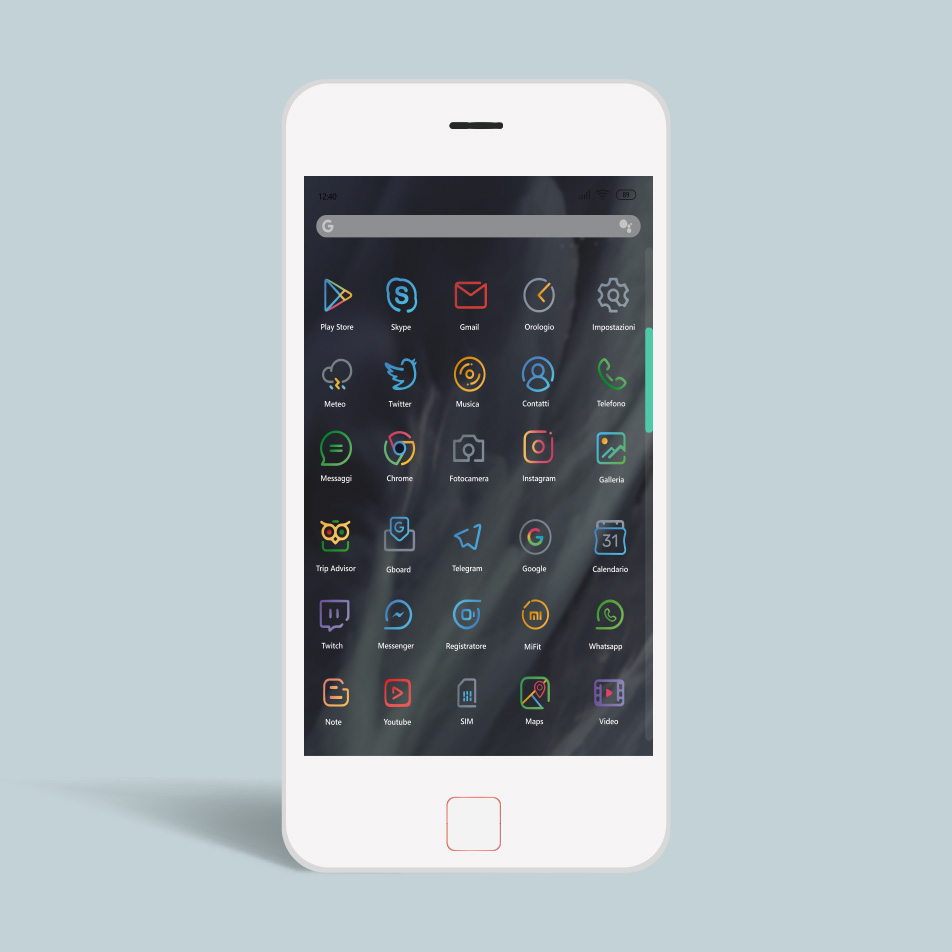 12:40
G
S
Play Store Skype Gmail Orologio Impostazioni
Meteo Twitter Musica Contatti Telefono
Messaggi Chrome Fotocamera Instagram Galleria
G
G
31
Trip Advisor Gboard Telegram Google Calendario
mi
Twitch Messenger Registratore MiFit Whatsapp
Note Youtube SIM Maps Video